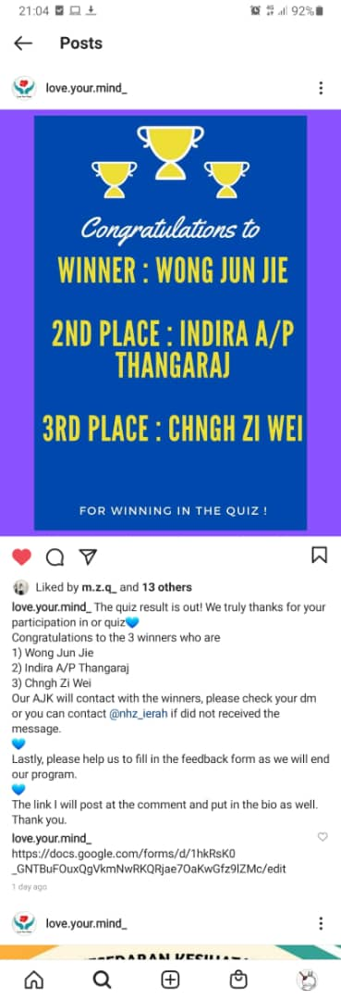 21:04 92%
Posts
love.your.mind_
Congratulations to
WINNER : WONG JUN JIE
2ND PLACE : INDIRA A/P
THANGARAJ
3RD PLACE : CHNGH ZI WEI
FOR WINNING IN THE QUIZ !
Liked by m.z.q_ and 13 others
love.your.mind_ The quiz result is out! We truly thanks for your
participation in or quiz💙
Congratulations to the 3 winners who are
1) Wong Jun Jie
2) Indira A/P Thangaraj
3) Chngh Zi Wei
Our AJK will contact with the winners, please check your dm
or you can contact @nhz_ierah if did not received the
message.
💙
Lastly, please help us to fill in the feedback form as we will end
our program.
💙
The link I will post at the comment and put in the bio as well.
Thank you.
love.your.mind_
https://docs.google.com/forms/d/1hkRsK0
_GNTBuFOuxQgVkmNwRKQRjae7OaKwGfz9lZMc/edit
1 day ago
love.your.mind_